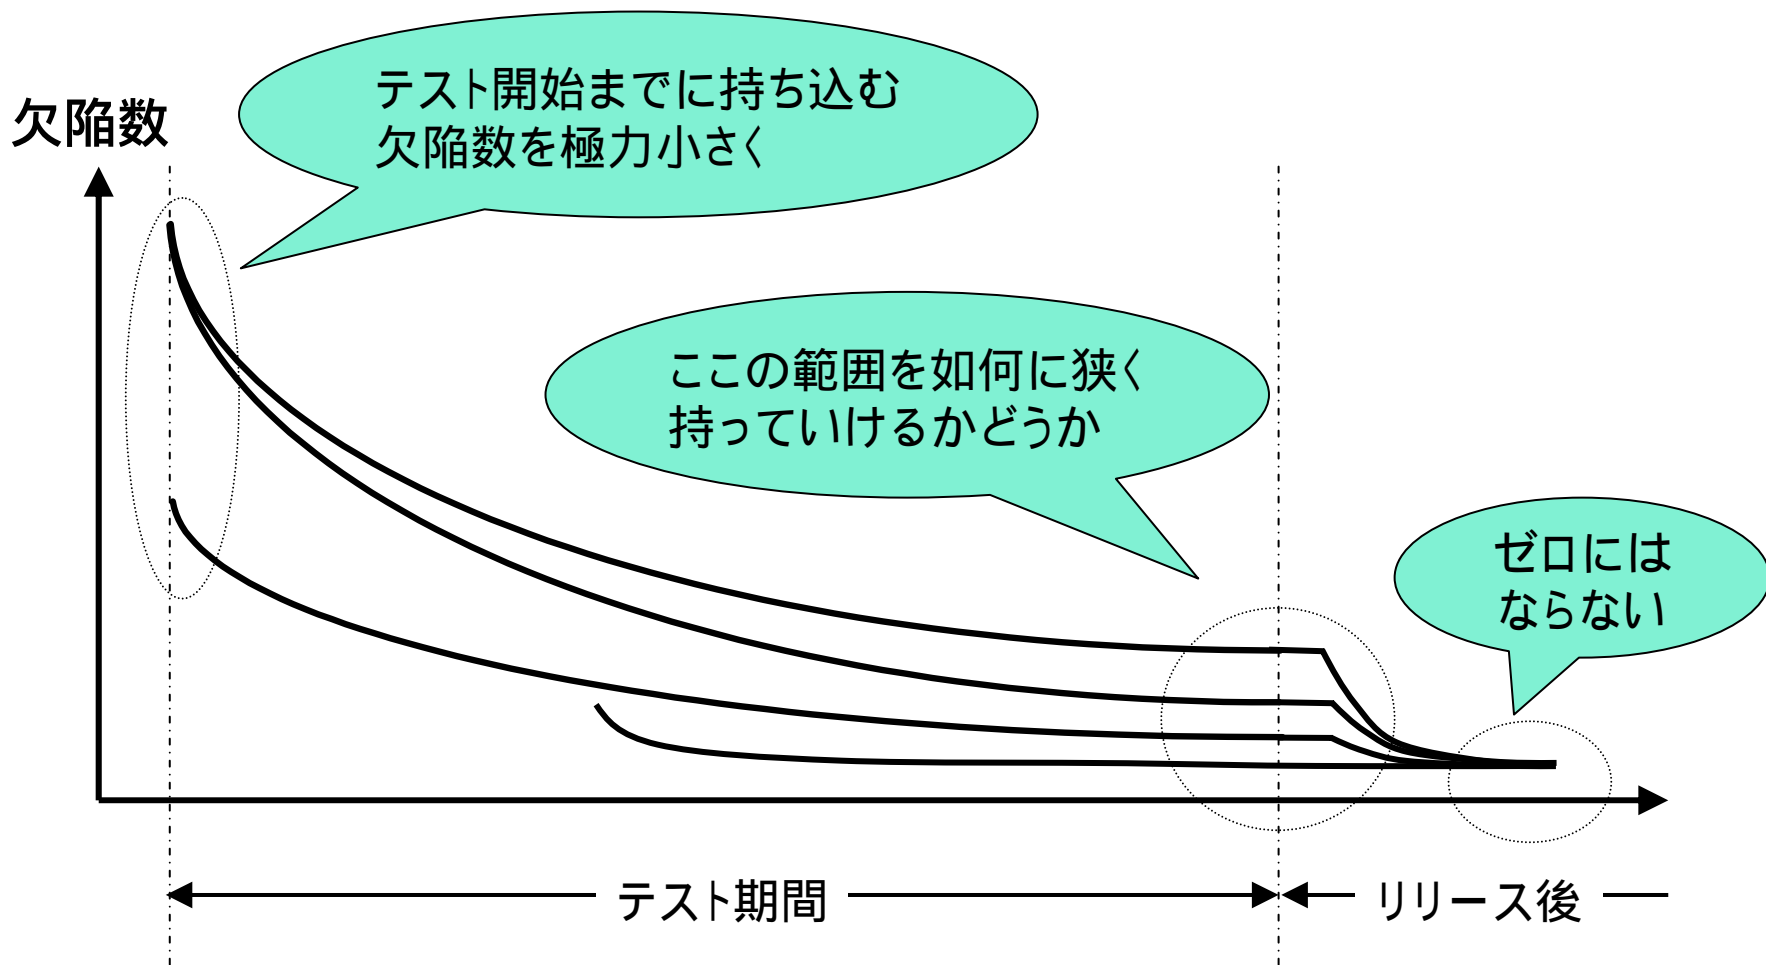 欠陥数
テスト開始までに持ち込む
欠陥数を極力小さく
ここの範囲を如何に狭く
持っていけるかどうか
ゼロには
ならない
テスト期間
リリース後